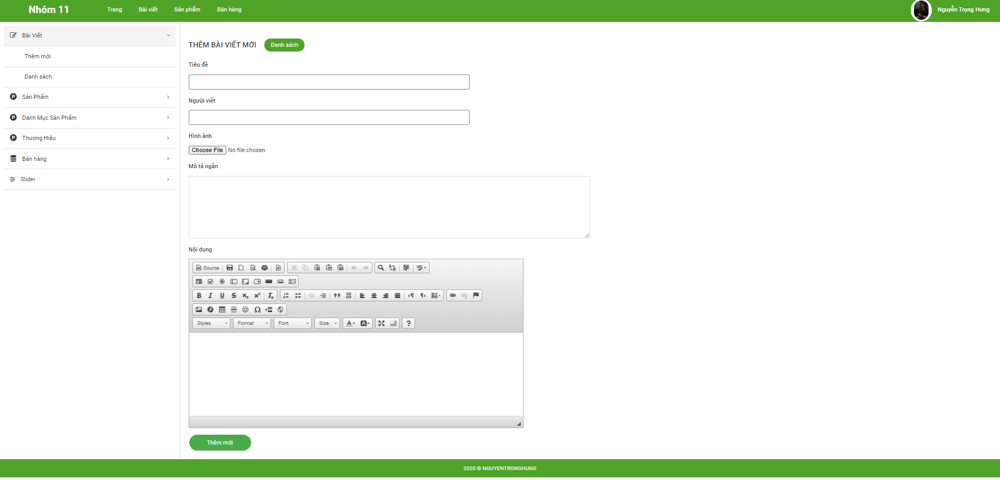 Nhóm 11 Trang Bài viết Sản phẩm Bán hàng Nguyễn Trọng Hưng
Bài Viết
Thêm mới
Danh sách
Sản Phẩm
Danh Mục Sản Phẩm
Thương Hiệu
Bán hàng
Slider
THÊM BÀI VIẾT MỚI Danh sách
Tiêu đề
Người viết
Hình ảnh
Choose File No file chosen
Mô tả ngắn
Nội dung
Source
Styles Format Font Size
Thêm mới
2020 © NGUYENTRONGHUNG